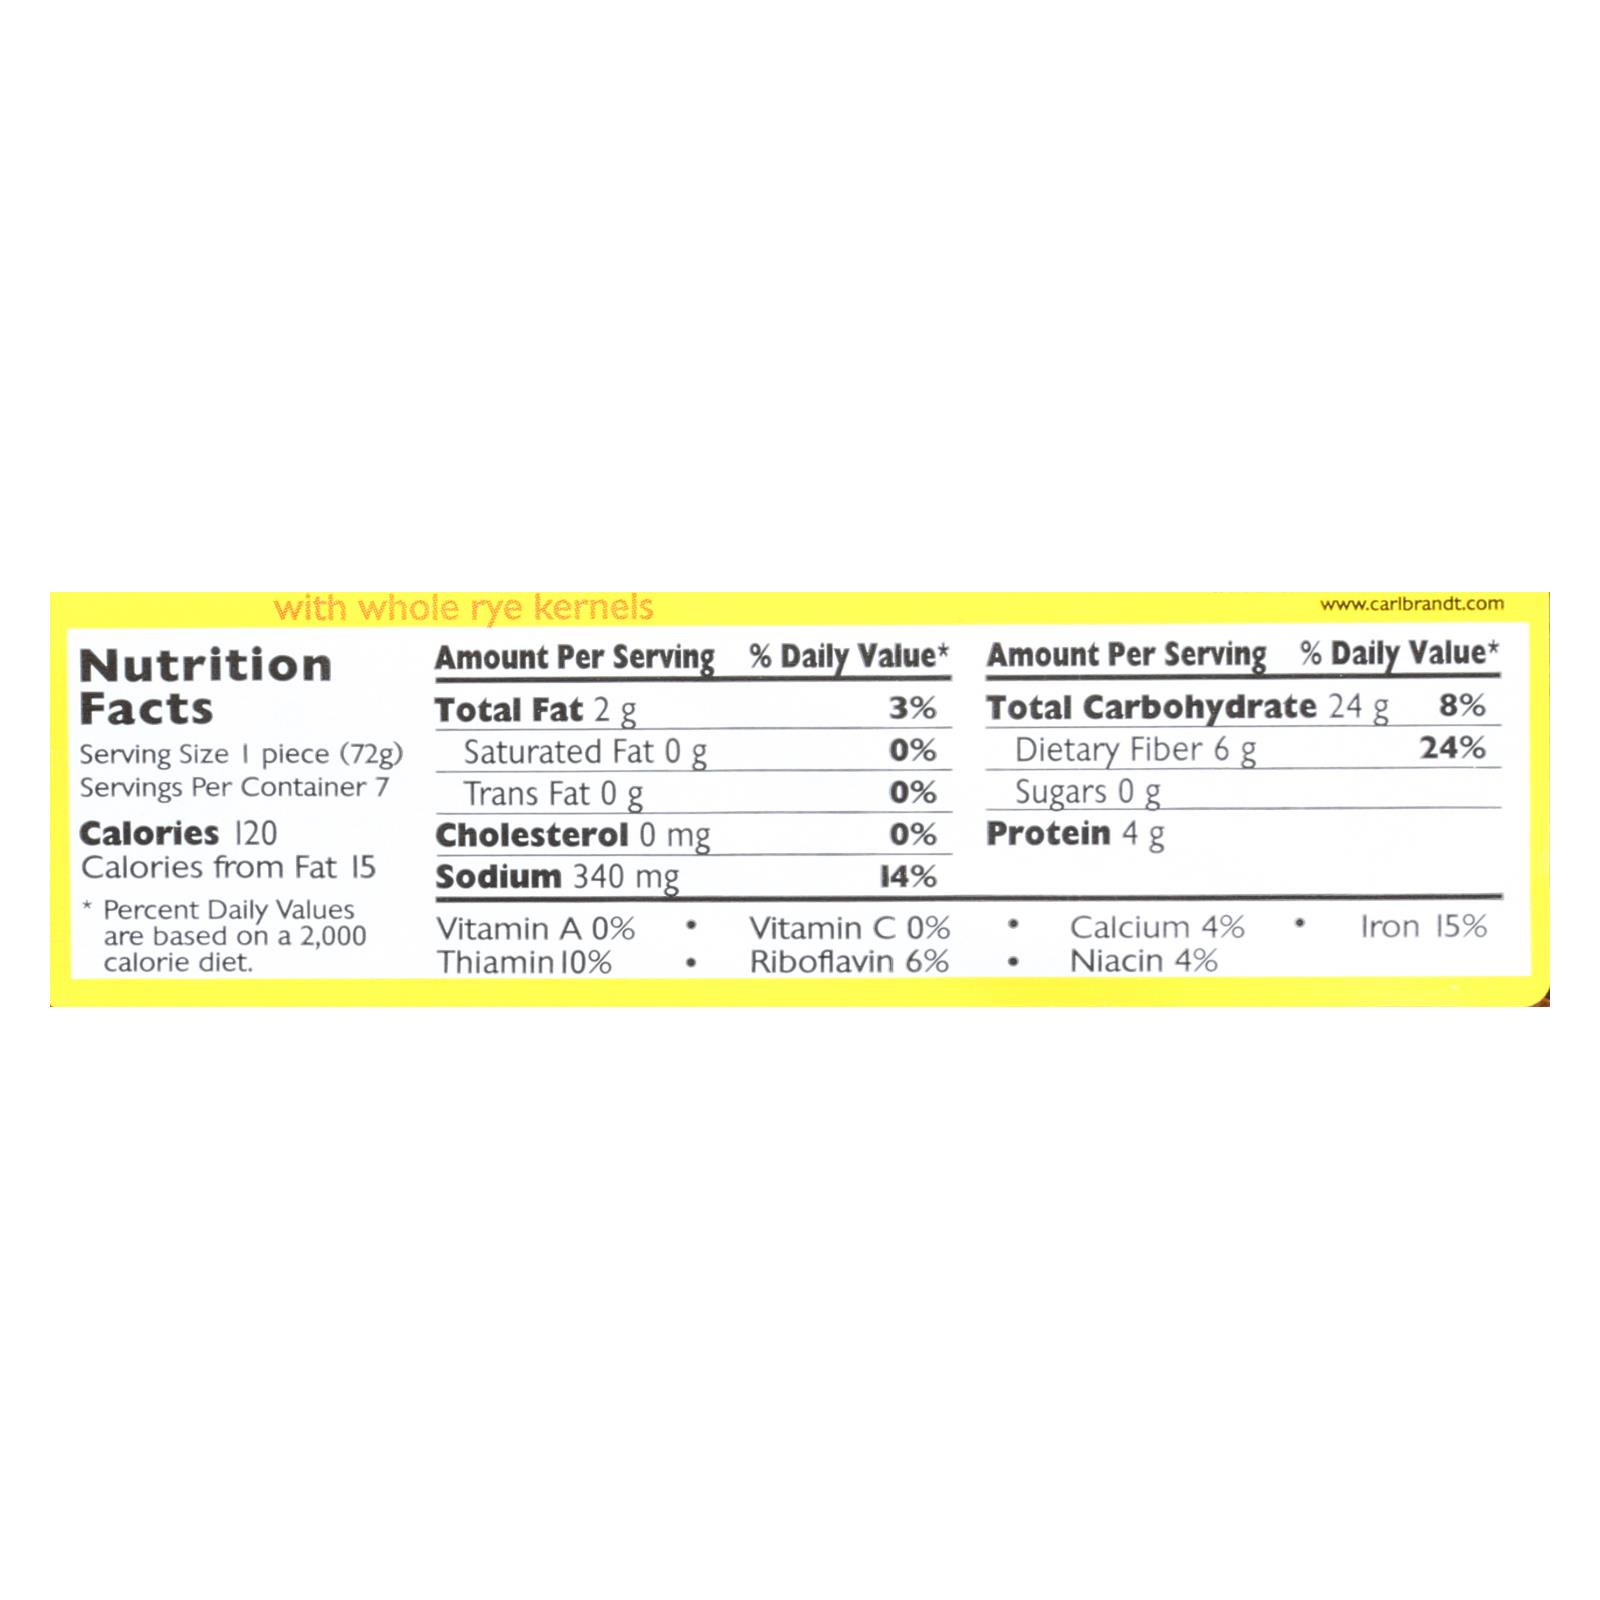 with whole rye kernels
www.carlbrandt.com
Nutrition
Facts
Serving Size 1 piece (72g)
Servings Per Container 7
Calories 120
Calories from Fat 15
* Percent Daily Values
are based on a 2,000
calorie diet.
Amount Per Serving % Daily Value*
Total Fat 2 g 3%
Saturated Fat 0 g 0%
Trans Fat 0 g 0%
Cholesterol 0 mg 0%
Sodium 340 mg 14%
Amount Per Serving % Daily Value*
Total Carbohydrate 24 g 8%
Dietary Fiber 6 g 24%
Sugars 0 g
Protein 4 g
Vitamin A 0% • Vitamin C 0% • Calcium 4% • Iron 15%
Thiamin 10% • Riboflavin 6% • Niacin 4%